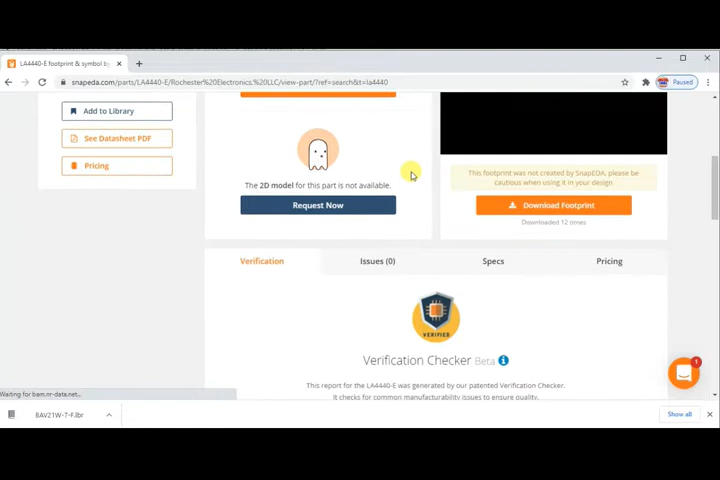 LA4440-E footprint & symbol by
snapeda.com/parts/LA4440-E/Rochester%20Electronics,%20LLC/view-part/?ref=search&t=la4440
Paused
Add to Library
See Datasheet PDF
Pricing
The 2D model for this part is not available.
Request Now
This footprint was not created by SnapEDA, please be
cautious when using it in your design
Download Footprint
Downloaded 12 times
Verification
Issues (0)
Specs
Pricing
VERIFIED
Verification Checker Beta
This report for the LA4440-E was generated by our patented Verification Checker.
It checks for common manufacturability issues to ensure quality.
1
Waiting for bam.nr-data.net...
BAV21W-7-F.lbr
Show all